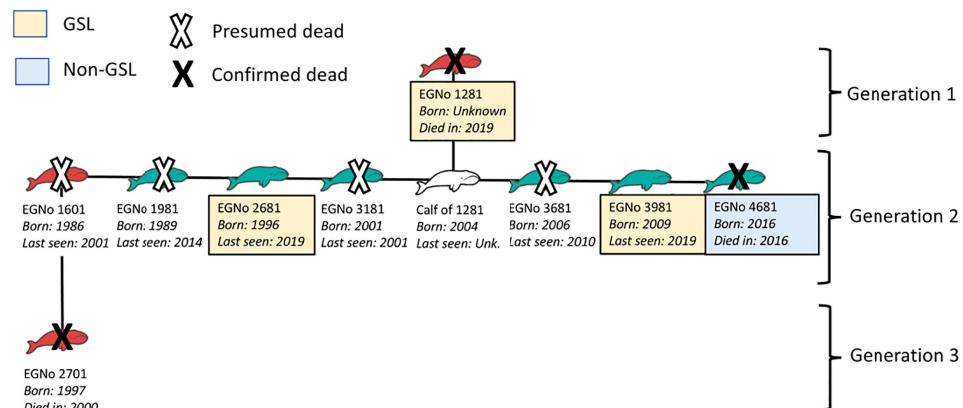 GSL
Presumed dead
Non-GSL
Confirmed dead
EGNo 1281
Born: Unknown
Died in: 2019
Generation 1
EGNo 1601
Born: 1986
Last seen: 2001
EGNo 1981
Born: 1989
Last seen: 2014
EGNo 2681
Born: 1996
Last seen: 2019
EGNo 3181
Born: 2001
Last seen: 2001
Calf of 1281
Born: 2004
Last seen: Unk.
EGNo 3681
Born: 2006
Last seen: 2010
EGNo 3981
Born: 2009
Last seen: 2019
EGNo 4681
Born: 2016
Died in: 2016
Generation 2
EGNo 2701
Born: 1997
Died in: 2000
Generation 3